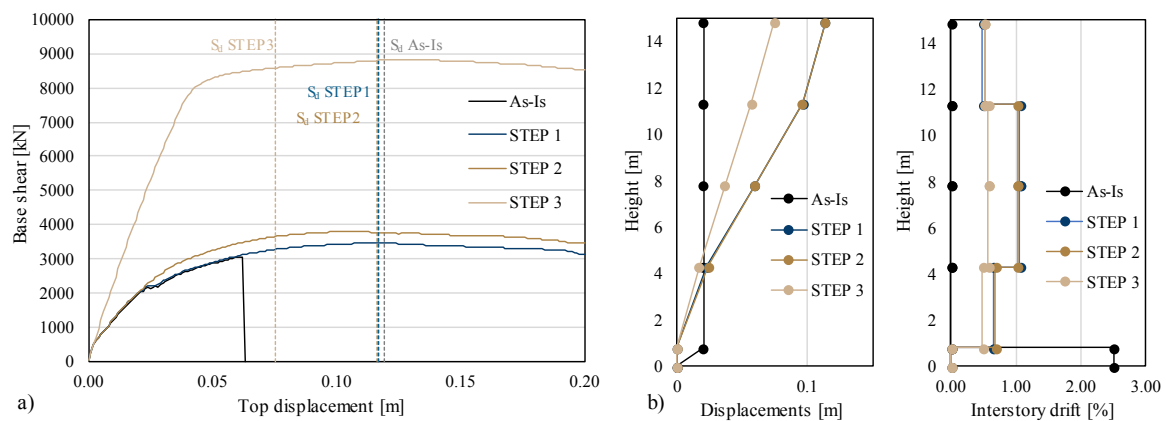 10000
9000
8000
7000
6000
5000
4000
3000
2000
1000
0
Base shear [kN]
0.00
0.05
0.10
0.15
0.20
Top displacement [m]
a)
Sd STEP3
Sd As-Is
Sd STEP1
Sd STEP2
As-Is
STEP 1
STEP 2
STEP 3
14
12
10
8
6
4
2
0
Height [m]
0
0.1
Displacements [m]
b)
As-Is
STEP 1
STEP 2
STEP 3
14
12
10
8
6
4
2
0
Height [m]
0.00
1.00
2.00
3.00
Interstory drift [%]
As-Is
STEP 1
STEP 2
STEP 3